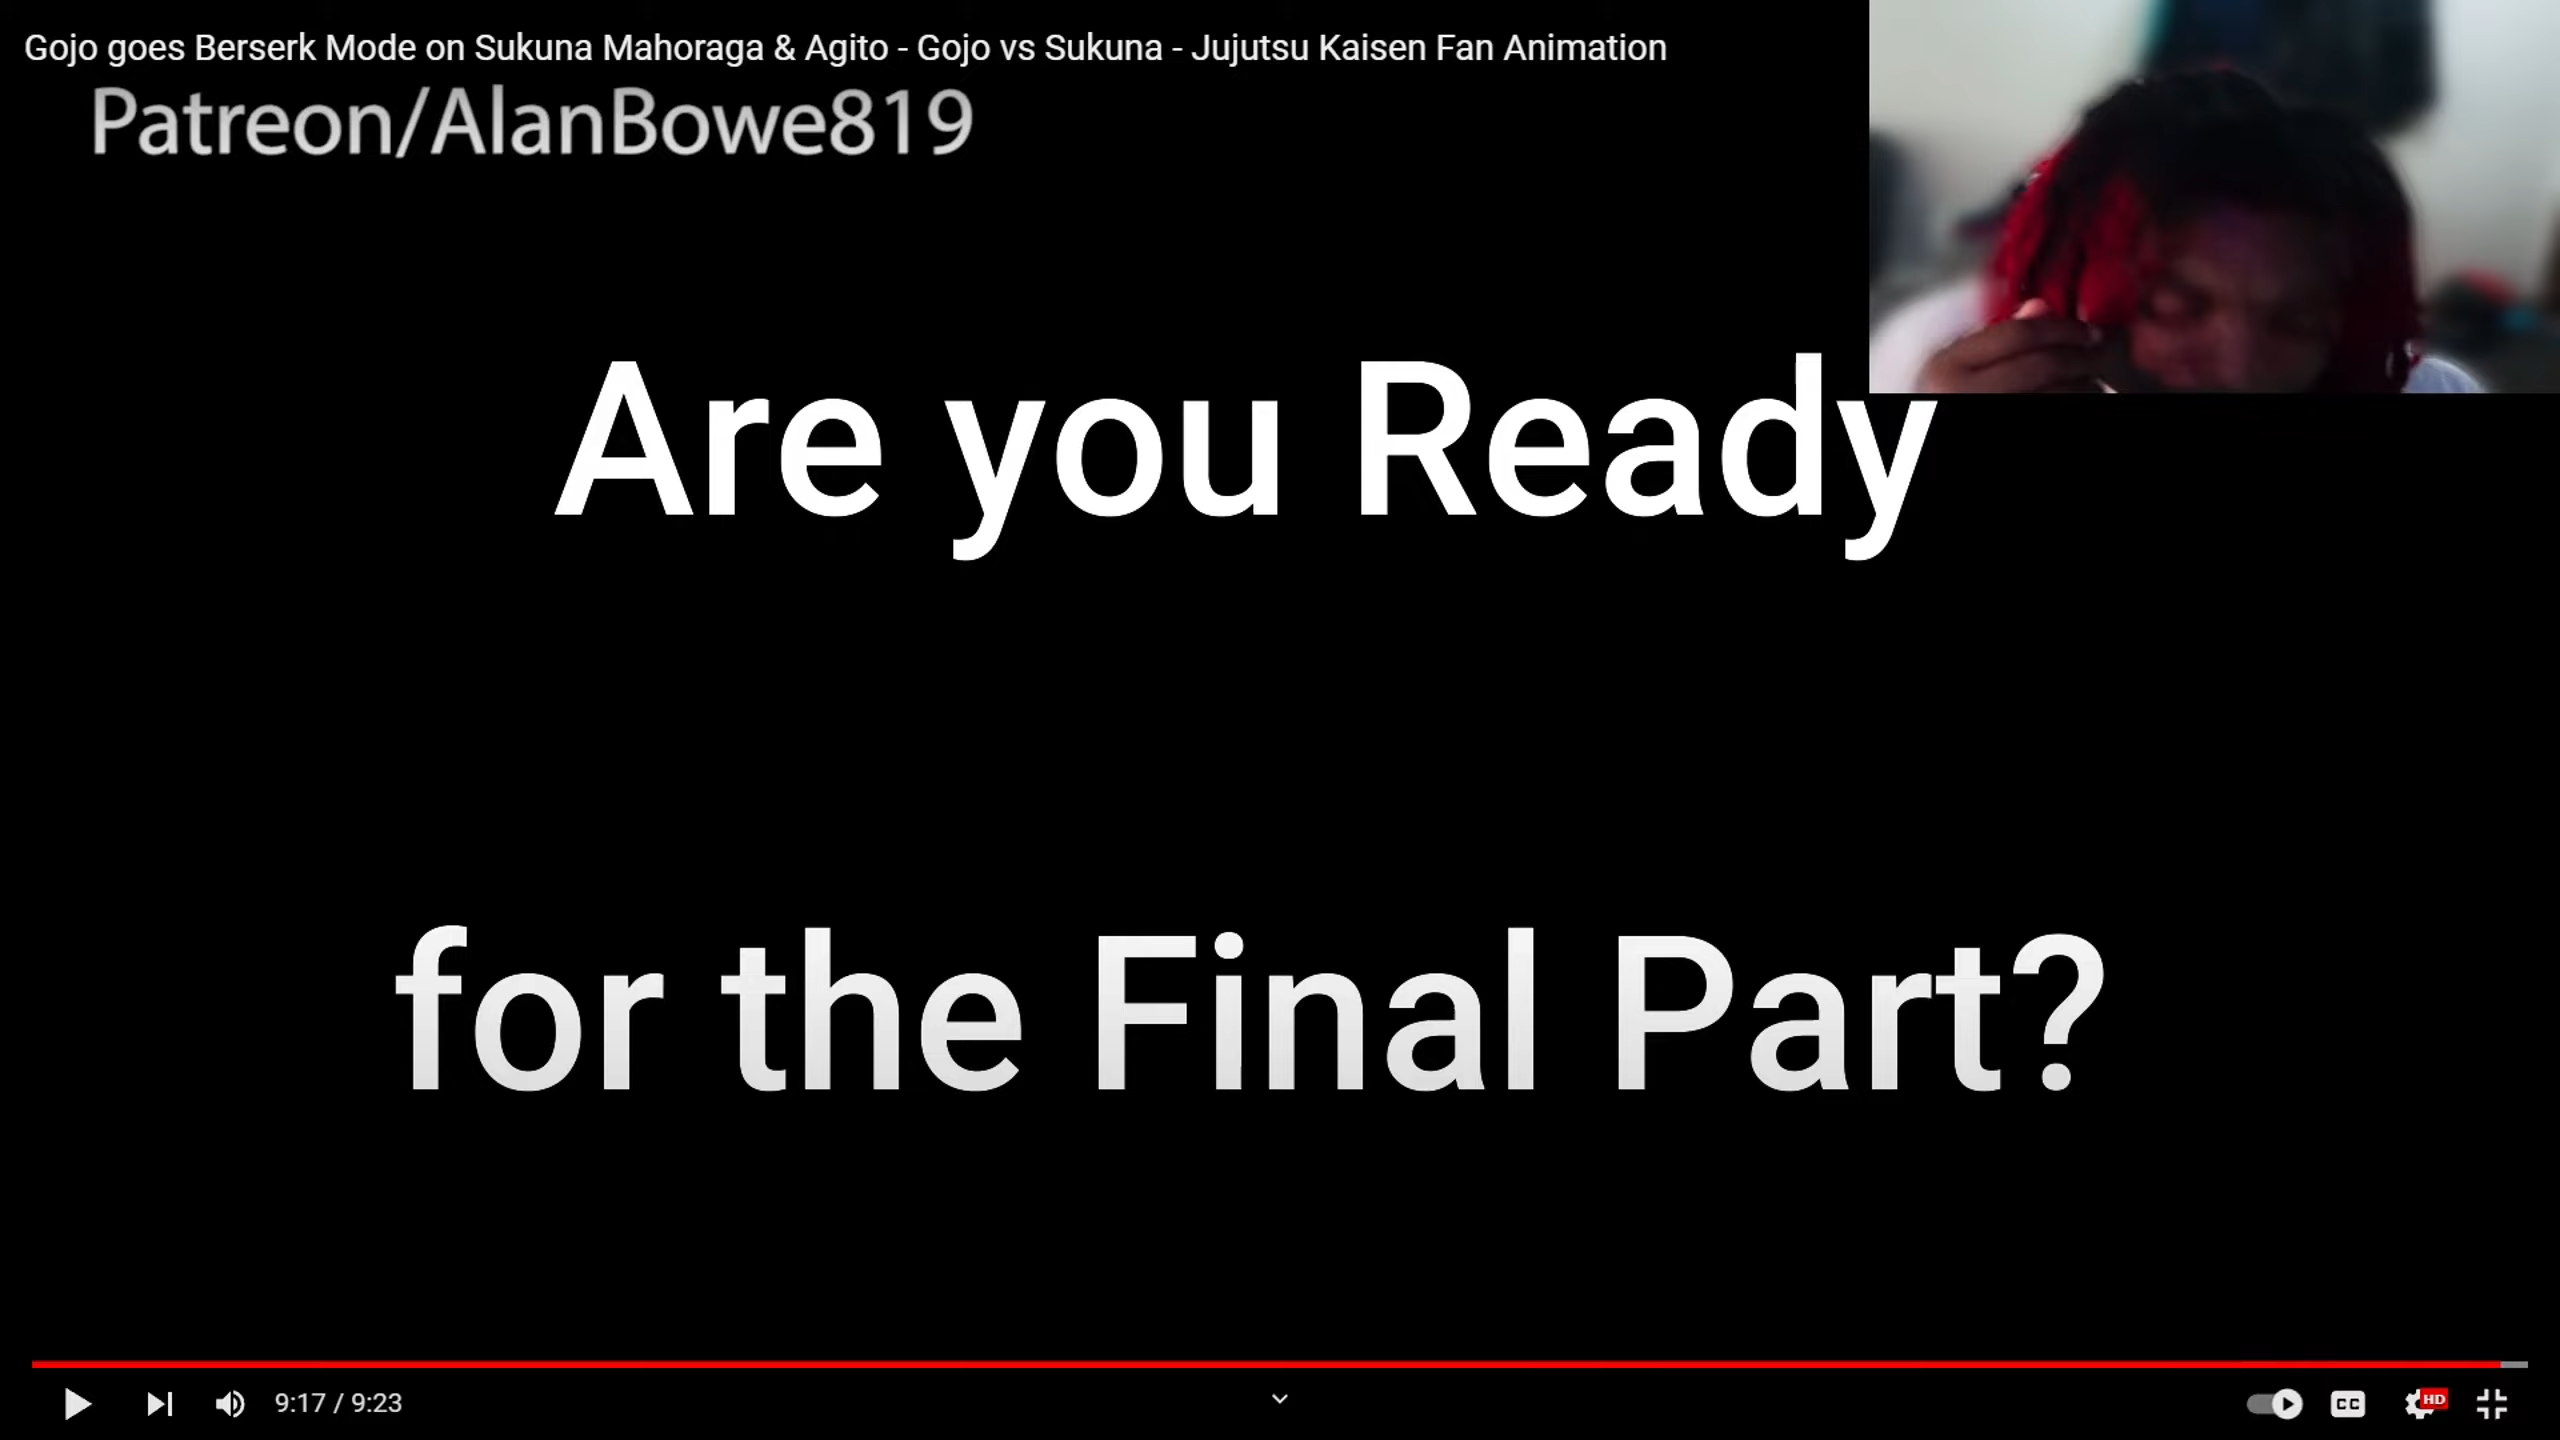 Gojo goes Berserk Mode on Sukuna Mahoraga & Agito - Gojo vs Sukuna - Jujutsu Kaisen Fan Animation
Patreon/AlanBowe819
Are you Ready
for the Final Part?
9:17 / 9:23
CC
HD